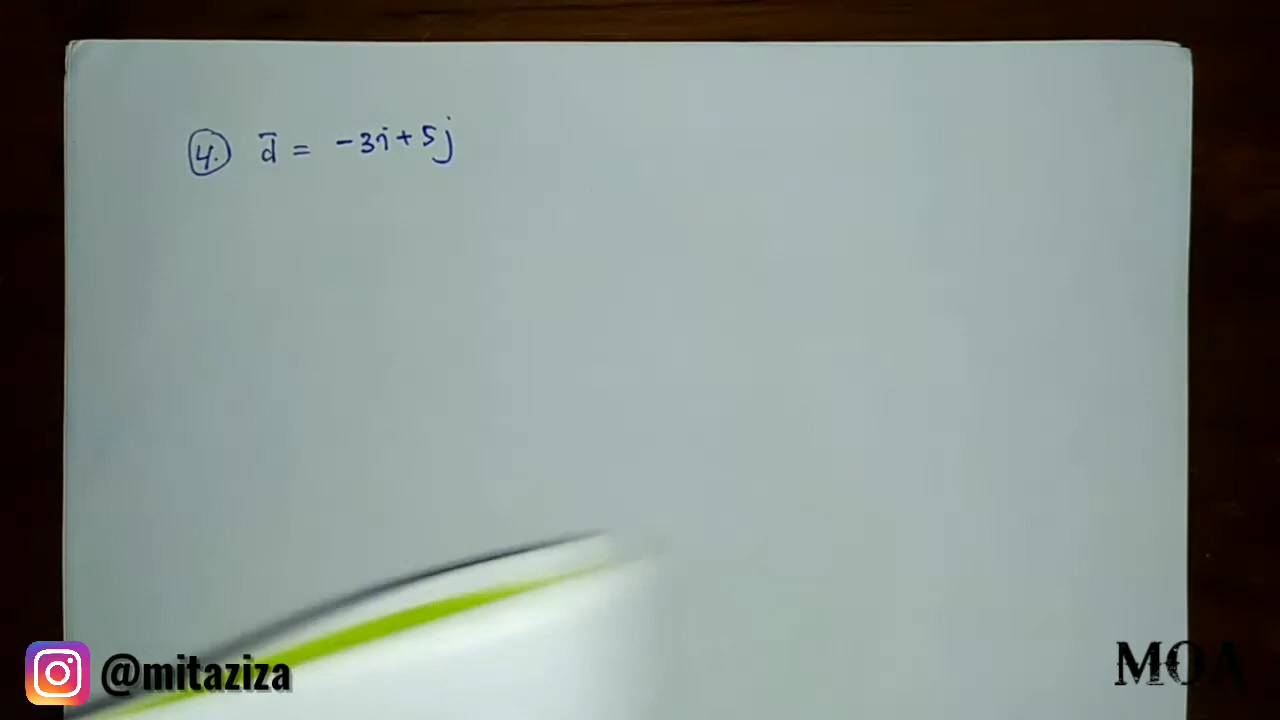 4. d̄ = -3i + 5j
@mitaziza
MOA